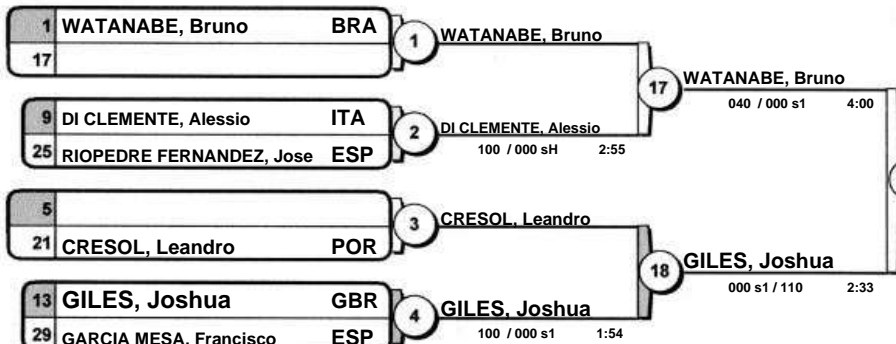 1 WATANABE, Bruno BRA
17
1
WATANABE, Bruno
9 DI CLEMENTE, Alessio ITA
25 RIOPEDRE FERNANDEZ, Jose ESP
2
DI CLEMENTE, Alessio
100 / 000 sH 2:55
17
WATANABE, Bruno
040 / 000 s1 4:00
5
21 CRESOL, Leandro POR
3
CRESOL, Leandro
13 GILES, Joshua GBR
29 GARCIA MESA, Francisco ESP
4
GILES, Joshua
100 / 000 s1 1:54
18
GILES, Joshua
000 s1 / 110 2:33